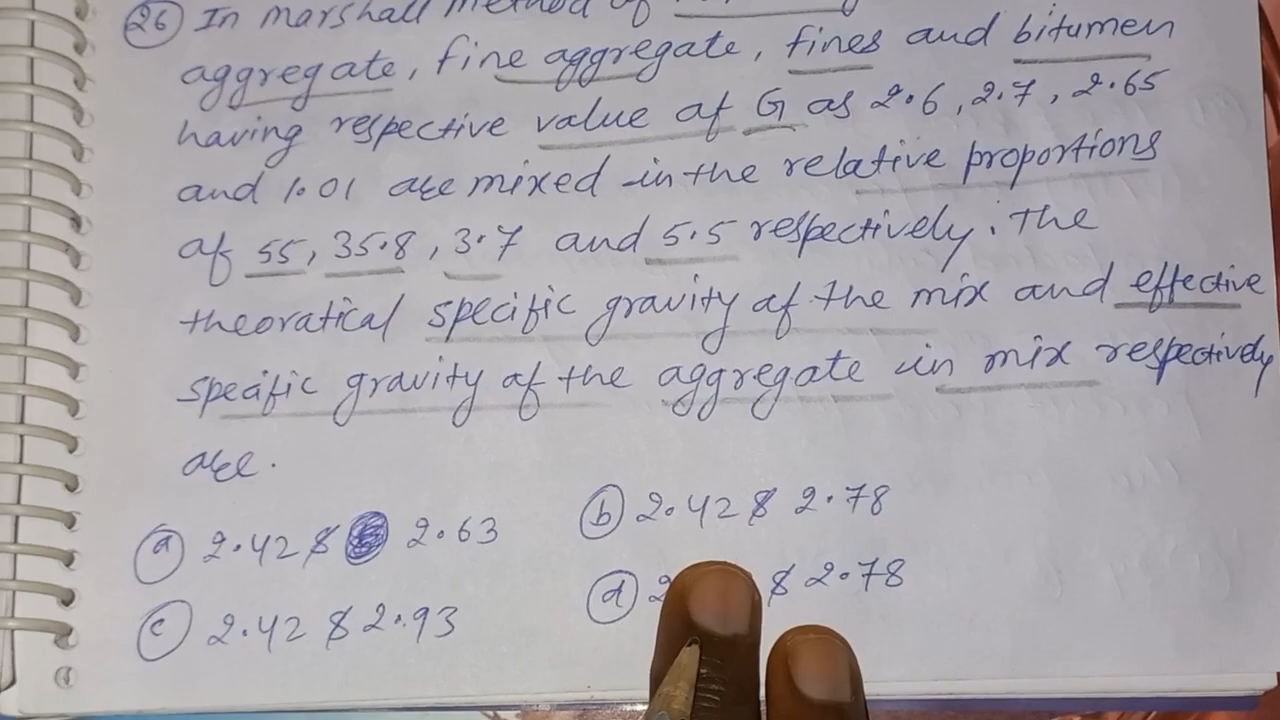 26 In Marshall method of
aggregate, fine aggregate, fines and bitumen
having respective value of G as 2.6, 2.7, 2.65
and 1.01 are mixed in the relative proportions
of 55, 35.8, 3.7 and 5.5 respectively. The
theoratical specific gravity of the mix and effective
specific gravity of the aggregate in mix respectively
are.
a 2.42 & 2.63
b 2.42 & 2.78
c 2.42 & 2.93
d 2 & 2.78